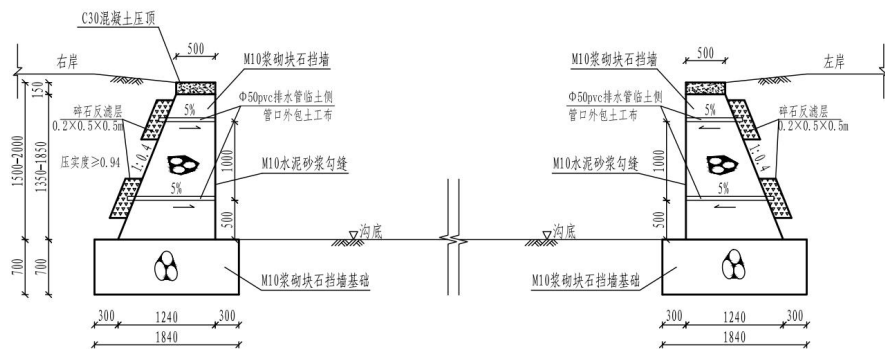 C30混凝土压顶
500
右岸
M10浆砌块石挡墙
150
5%
Φ50pvc排水管临土侧
管口外包土工布
碎石反滤层
0.2×0.5×0.5m
压实度≥0.94
1:0.4
1500-2000
1350-1850
1000
M10水泥砂浆勾缝
5%
500
沟底
700
700
M10浆砌块石挡墙基础
300
1240
300
1840
M10浆砌块石挡墙
500
左岸
Φ50pvc排水管临土侧
管口外包土工布
5%
碎石反滤层
0.2×0.5×0.5m
1:0.4
1000
M10水泥砂浆勾缝
5%
500
沟底
M10浆砌块石挡墙基础
300
1240
300
1840